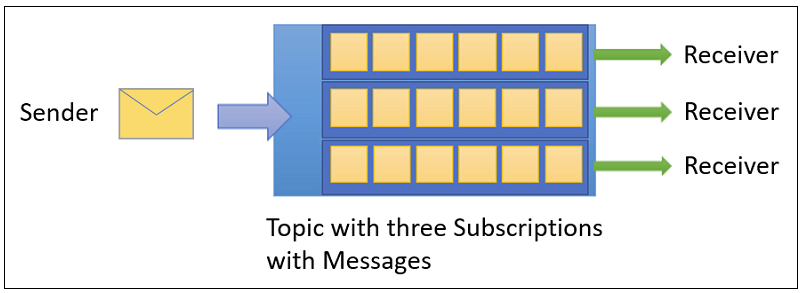 Sender
Receiver
Receiver
Receiver
Topic with three Subscriptions
with Messages